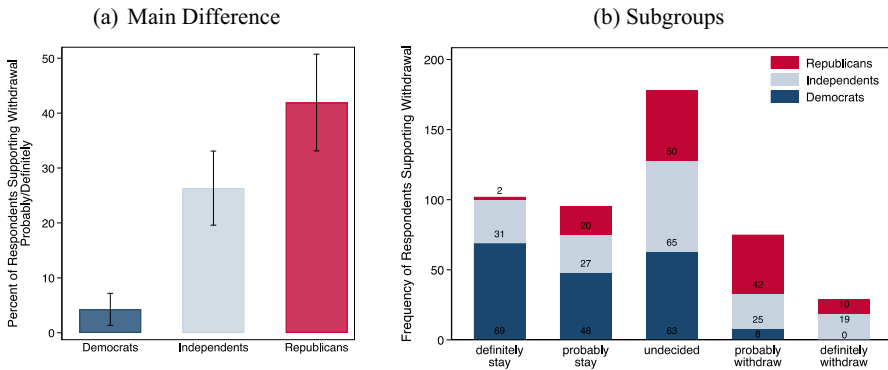 (a) Main Difference
Percent of Respondents Supporting Withdrawal
Probably/Definitely
50
40
30
20
10
0
Democrats
Independents
Republicans
(b) Subgroups
Frequency of Respondents Supporting Withdrawal
200
150
100
50
0
Republicans
Independents
Democrats
2
31
69
20
27
48
50
65
63
42
25
8
10
19
0
definitely
stay
probably
stay
undecided
probably
withdraw
definitely
withdraw